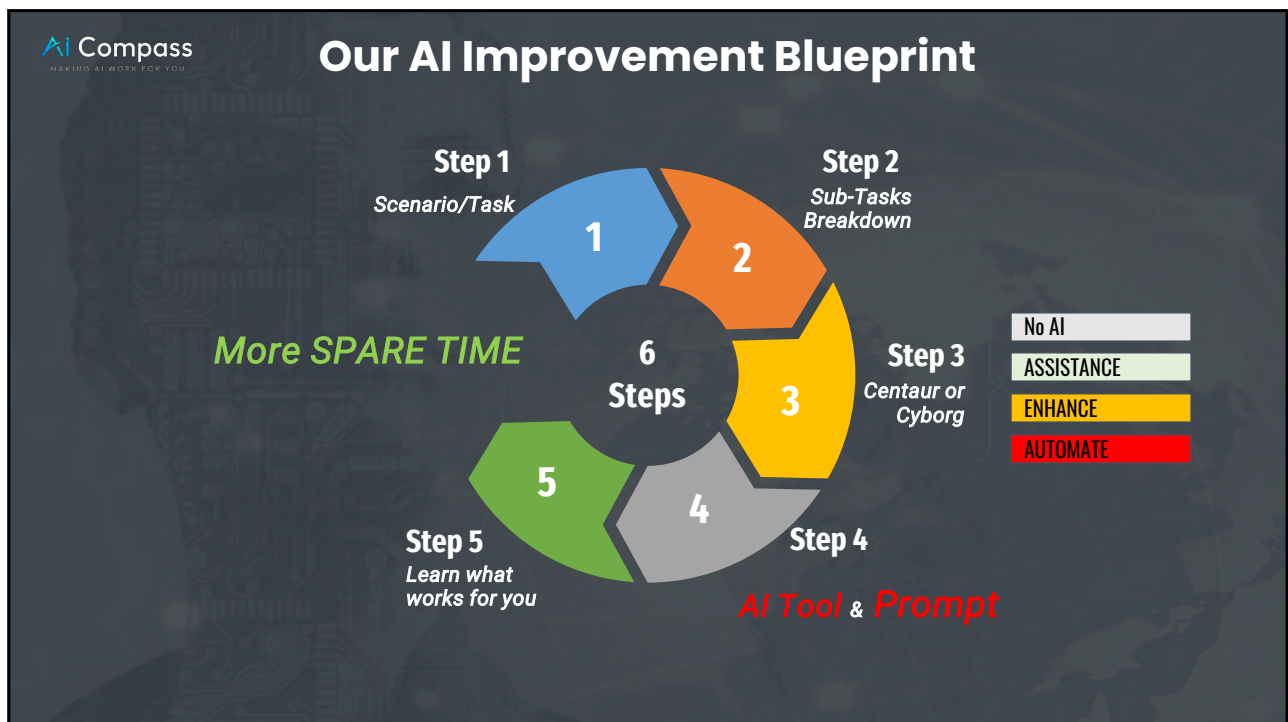 Ai Compass
MAKING AI WORK FOR YOU
Our AI Improvement Blueprint
Step 1
Scenario/Task
1
Step 2
Sub-Tasks
Breakdown
2
More SPARE TIME
6
Steps
3
Step 3
Centaur or
Cyborg
No AI
ASSISTANCE
ENHANCE
AUTOMATE
4
Step 4
AI Tool & Prompt
5
Step 5
Learn what
works for you